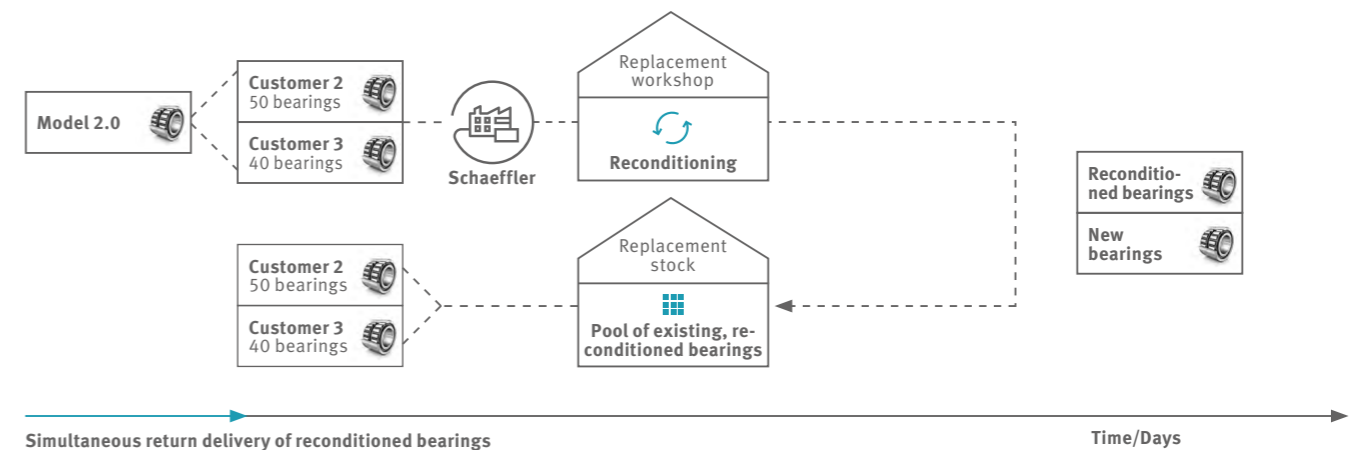 Model 2.0
Customer 2
50 bearings
Customer 3
40 bearings
Schaeffler
Replacement
workshop
Reconditioning
Reconditio-
ned bearings
New
bearings
Customer 2
50 bearings
Customer 3
40 bearings
Replacement
stock
Pool of existing, re-
conditioned bearings
Simultaneous return delivery of reconditioned bearings
Time/Days